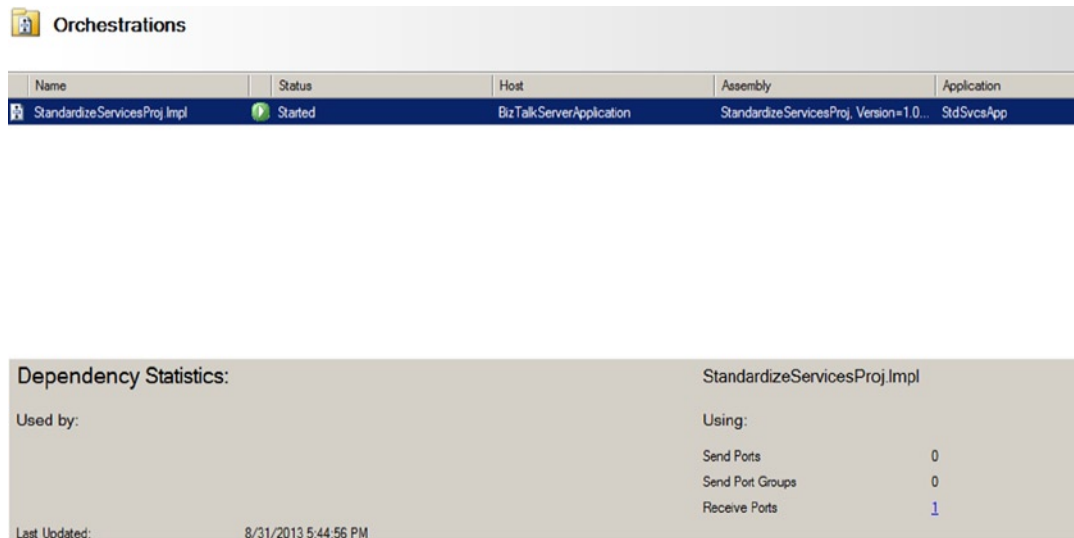 Orchestrations
Name Status Host Assembly Application
StandardizeServicesProj.Impl Started BizTalkServerApplication StandardizeServicesProj, Version=1.0... StdSvcsApp
Dependency Statistics: StandardizeServicesProj.Impl
Used by: Using:
Send Ports 0
Send Port Groups 0
Receive Ports 1
Last Updated: 8/31/2013 5:44:56 PM